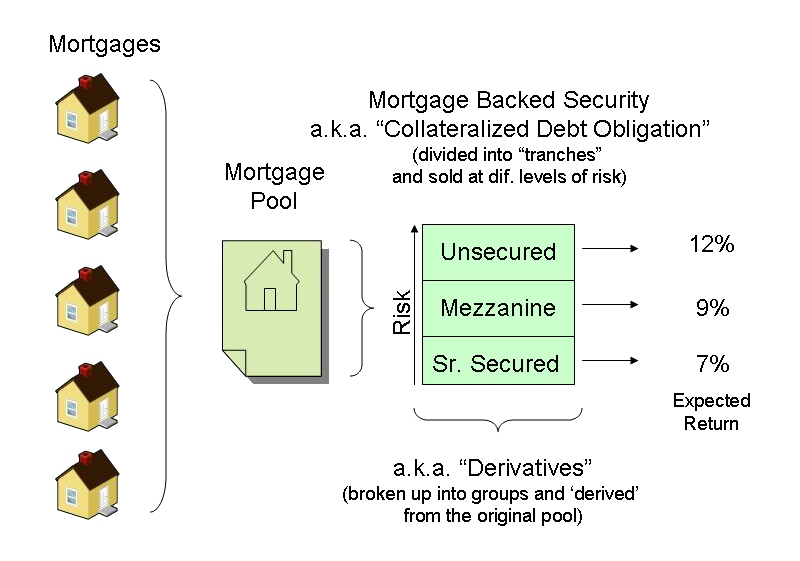 Mortgages
Mortgage Backed Security
a.k.a. “Collateralized Debt Obligation”
(divided into “tranches”
and sold at dif. levels of risk)
Mortgage
Pool
Risk
Unsecured
12%
Mezzanine
9%
Sr. Secured
7%
Expected
Return
a.k.a. “Derivatives”
(broken up into groups and ‘derived’
from the original pool)